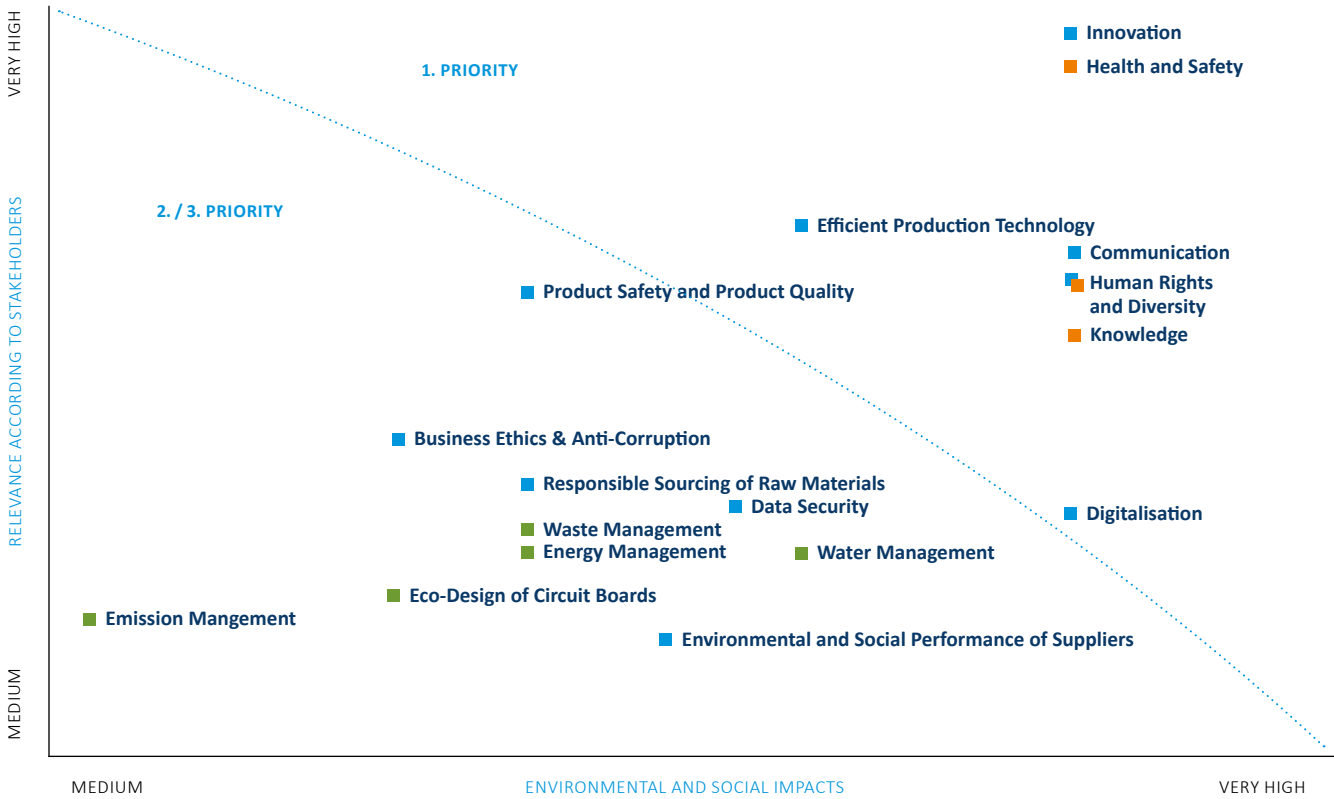 VERY HIGH
Innovation
1. PRIORITY
Health and Safety
2. / 3. PRIORITY
Efficient Production Technology
Communication
Human Rights
and Diversity
Product Safety and Product Quality
Knowledge
RELEVANCE ACCORDING TO STAKEHOLDERS
Business Ethics & Anti-Corruption
Responsible Sourcing of Raw Materials
Data Security
Digitalisation
Waste Management
Energy Management
Water Management
Eco-Design of Circuit Boards
Emission Mangement
Environmental and Social Performance of Suppliers
MEDIUM
MEDIUM
ENVIRONMENTAL AND SOCIAL IMPACTS
VERY HIGH